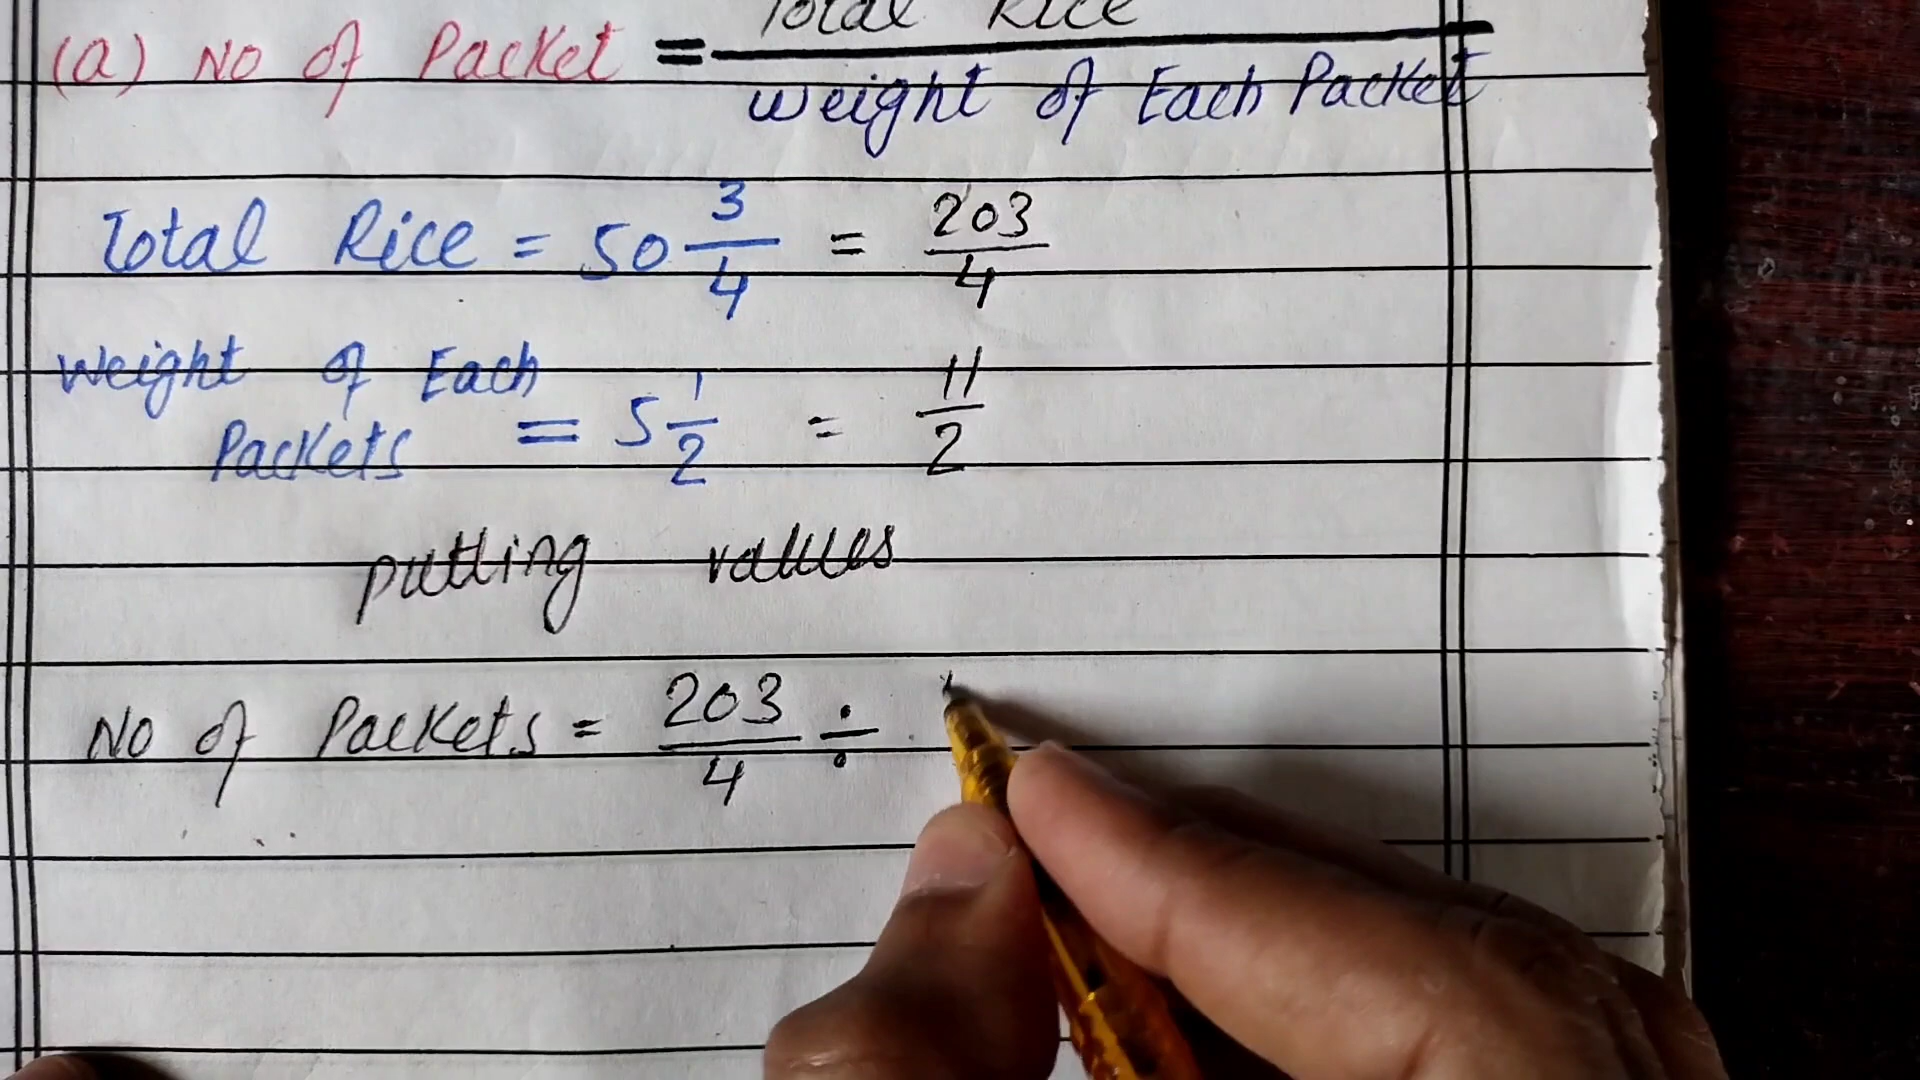 (a) No of Packet = Total Rice / Weight of Each Packet
Total Rice = 50 3/4 = 203/4
Weight of Each
Packets = 5 1/2 = 11/2
putting values
No of Packets = 203/4 ÷